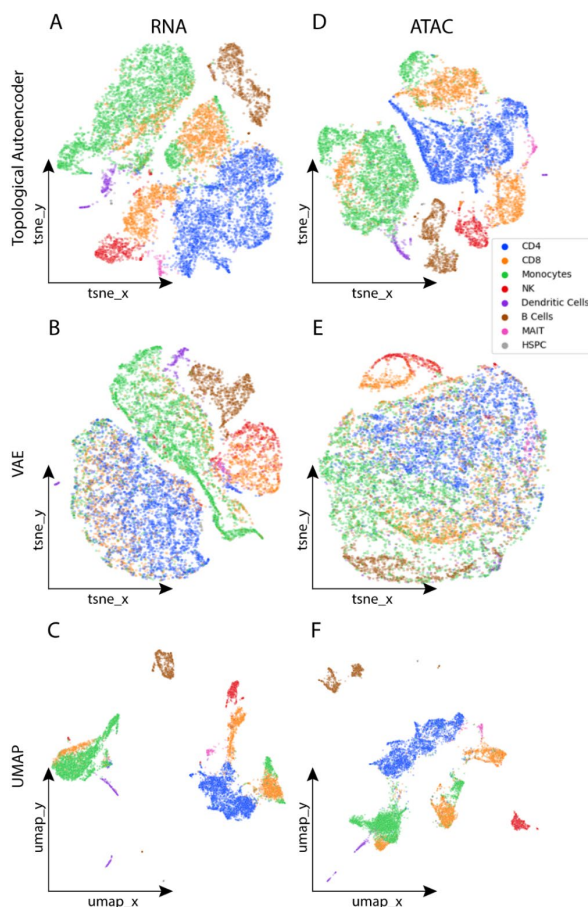 A
RNA
D
ATAC
Topological Autoencoder
tsne_y
tsne_x
tsne_y
tsne_x
CD4
CD8
Monocytes
NK
Dendritic Cells
B Cells
MAIT
HSPC
B
E
VAE
tsne_y
tsne_x
tsne_y
tsne_x
C
F
UMAP
umap_y
umap_x
umap_y
umap_x